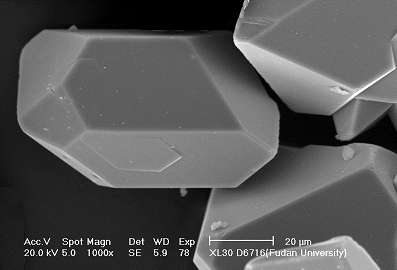 Acc.V Spot Magn Det WD Exp 20 µm
20.0 kV 5.0 1000x SE 5.9 78 XL30 D6716(Fudan University)